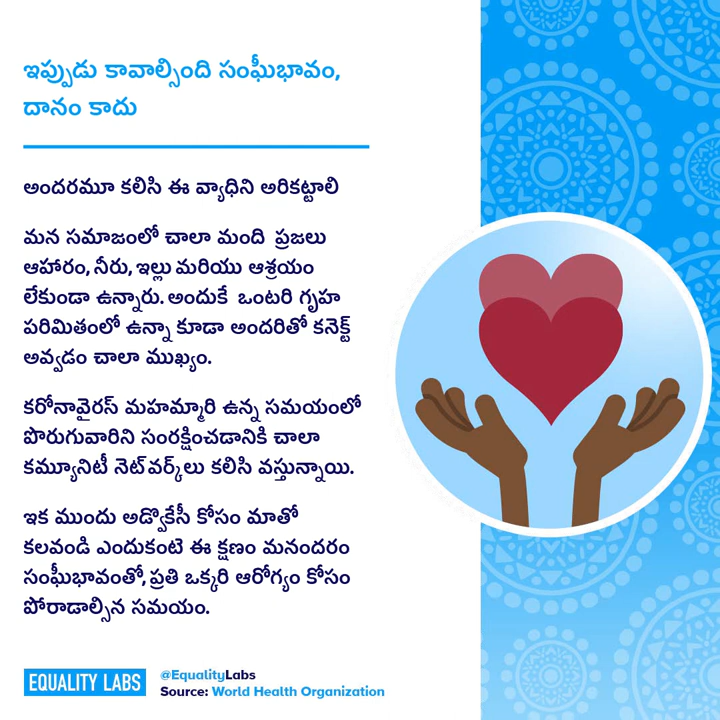 ఇప్పుడు కావాల్సింది సంఘీభావం,
దానం కాదు
అందరమూ కలిసి ఈ వ్యాధిని అరికట్టాలి
మన సమాజంలో చాలా మంది ప్రజలు
ఆహారం, నీరు, ఇల్లు మరియు ఆశ్రయం
లేకుండా ఉన్నారు. అందుకే ఒంటరి గృహ
పరిమితంలో ఉన్నా కూడా అందరితో కనెక్ట్
అవ్వడం చాలా ముఖ్యం.
కరోనావైరస్ మహమ్మారి ఉన్న సమయంలో
పొరుగువారిని సంరక్షించడానికి చాలా
కమ్యూనిటీ నెట్‌వర్క్‌లు కలిసి వస్తున్నాయి.
ఇక ముందు అడ్వొకేసీ కోసం మాతో
కలవండి ఎందుకంటె ఈ క్షణం మనందరం
సంఘీభావంతో, ప్రతి ఒక్కరి ఆరోగ్యం కోసం
పోరాడాల్సిన సమయం.
EQUALITY LABS
@EqualityLabs
Source: World Health Organization